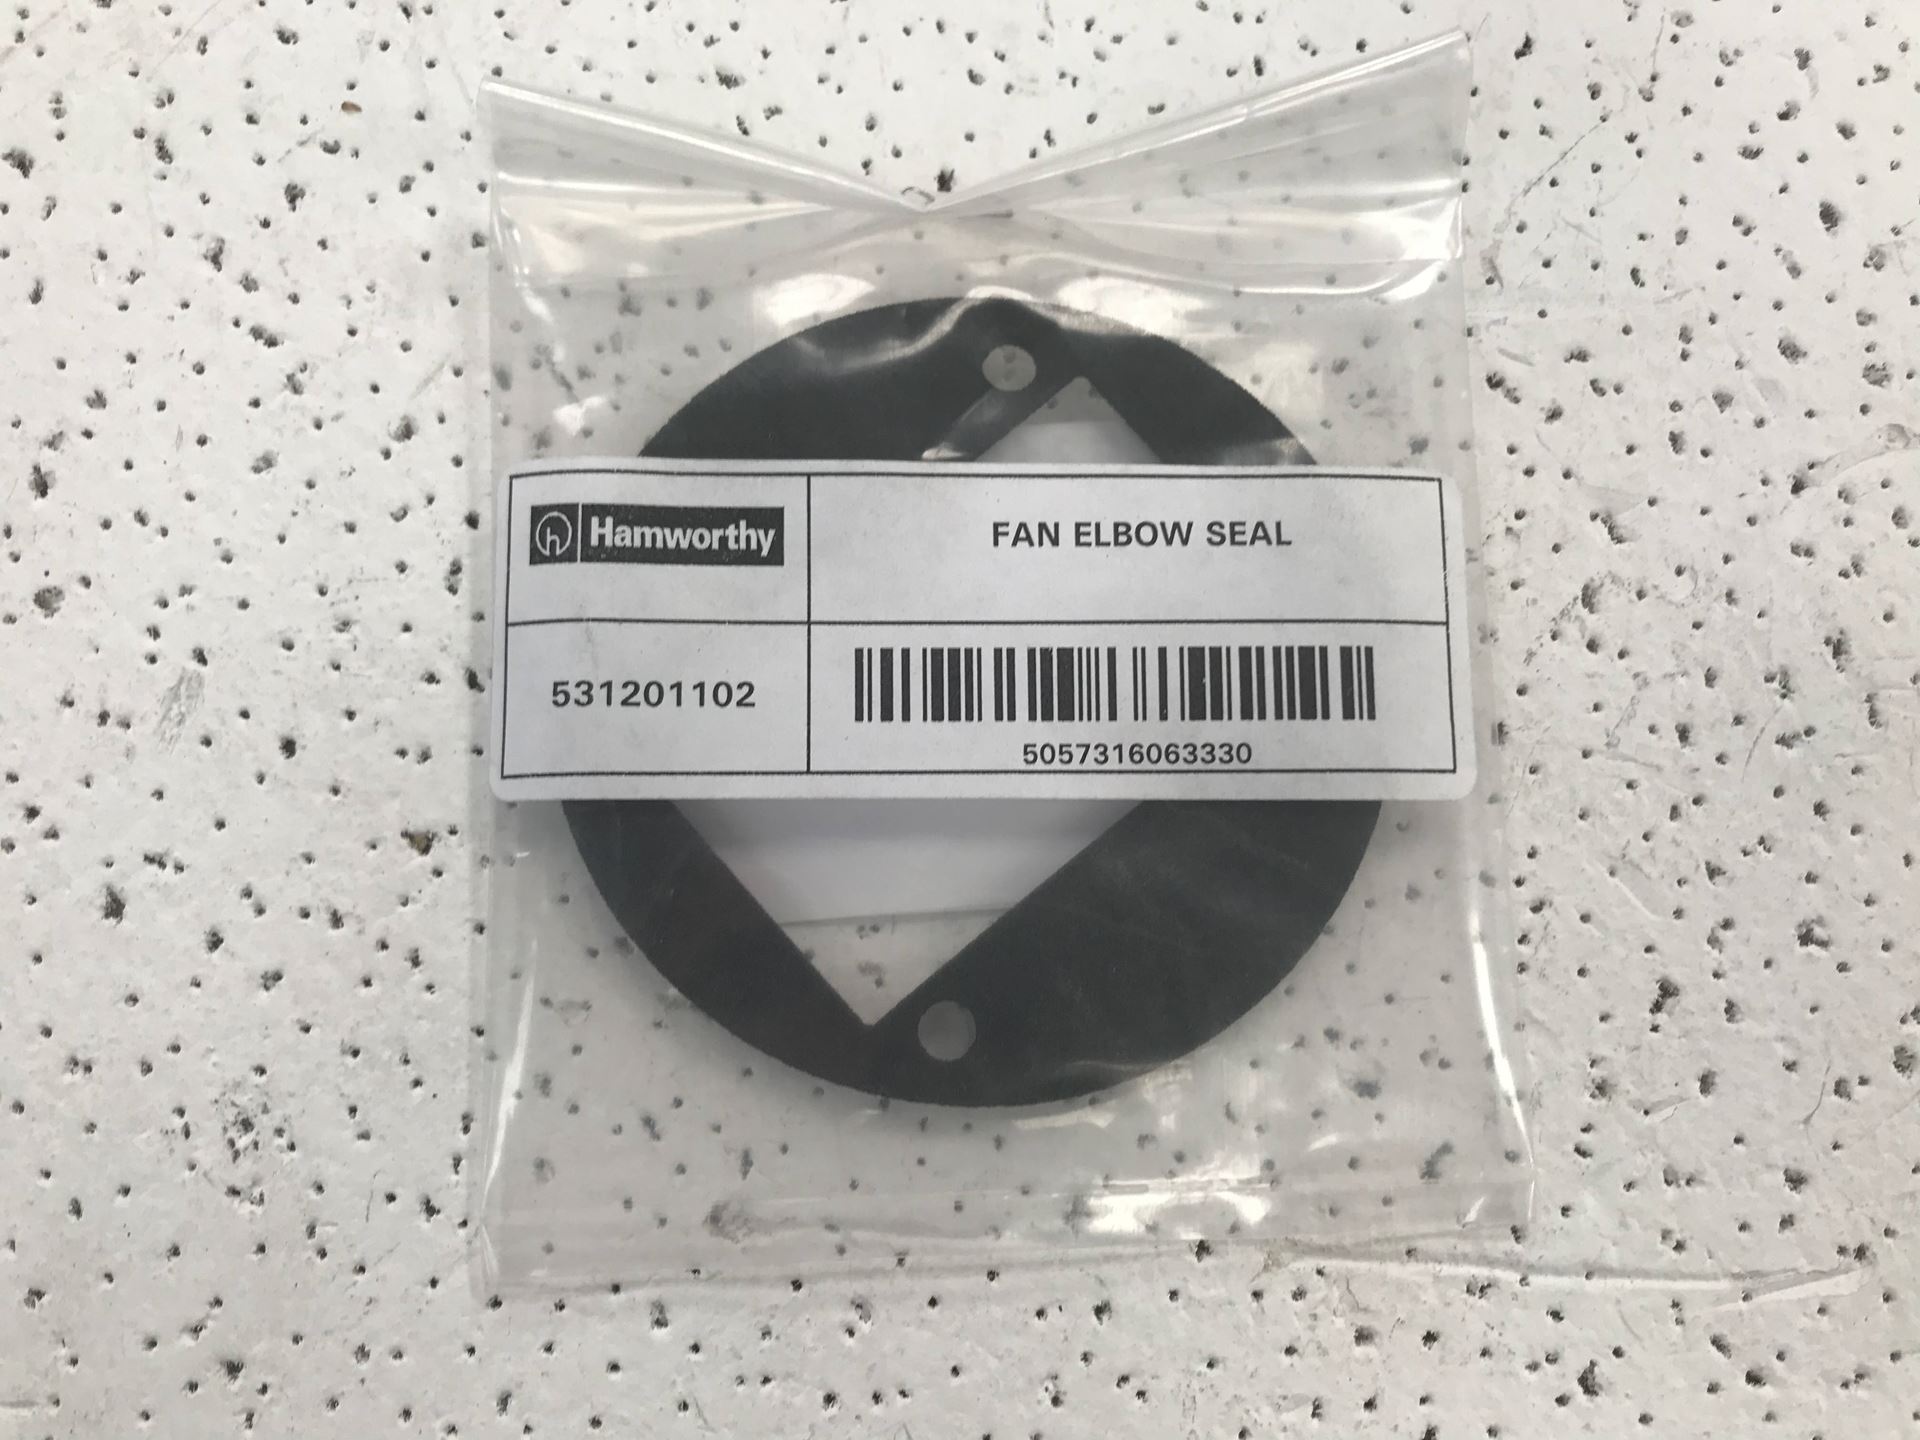 h Hamworthy
FAN ELBOW SEAL
531201102
5057316063330